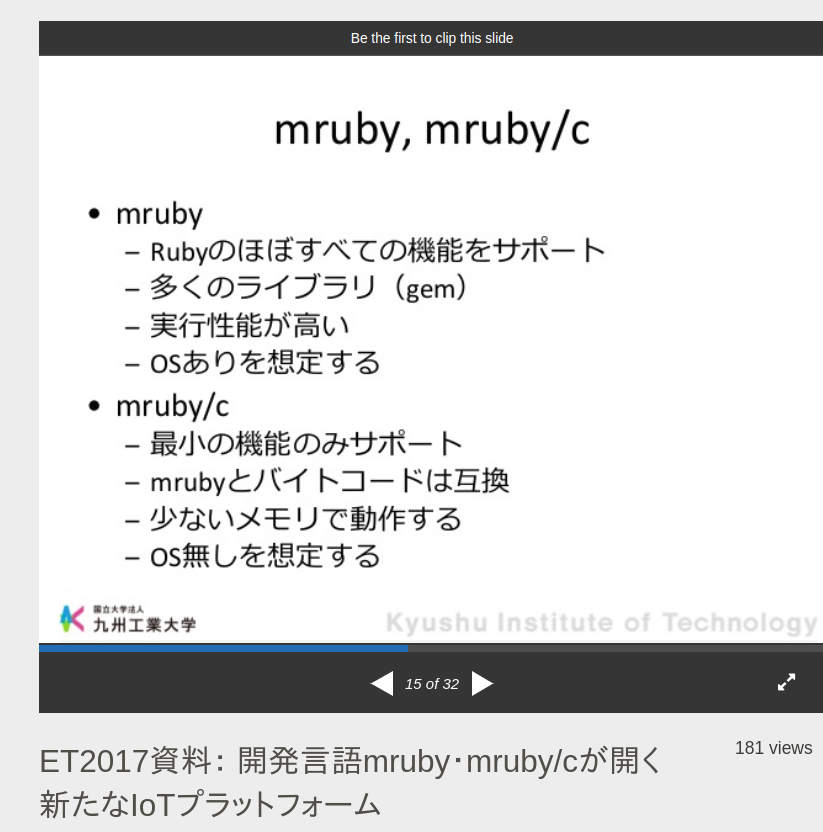 Be the first to clip this slide
mruby, mruby/c
• mruby
– Rubyのほぼすべての機能をサポート
– 多くのライブラリ（gem）
– 実行性能が高い
– OSありを想定する
• mruby/c
– 最小の機能のみサポート
– mrubyとバイトコードは互換
– 少ないメモリで動作する
– OS無しを想定する
国立大学法人
九州工業大学
Kyushu Institute of Technology
15 of 32
ET2017資料： 開発言語mruby･mruby/cが開く
新たなIoTプラットフォーム
181 views